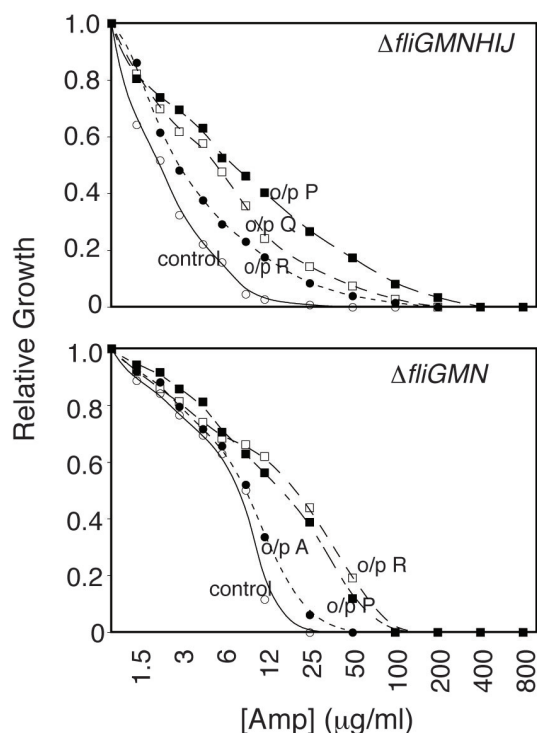 ΔfliGMNHIJ
1.0
0.8
0.6
0.4
0.2
0
o/p P
o/p Q
o/p R
control
Relative Growth
ΔfliGMN
1.0
0.8
0.6
0.4
0.2
0
o/p A
o/p R
control
o/p P
1.5
3
6
12
25
50
100
200
400
800
[Amp] (μg/ml)